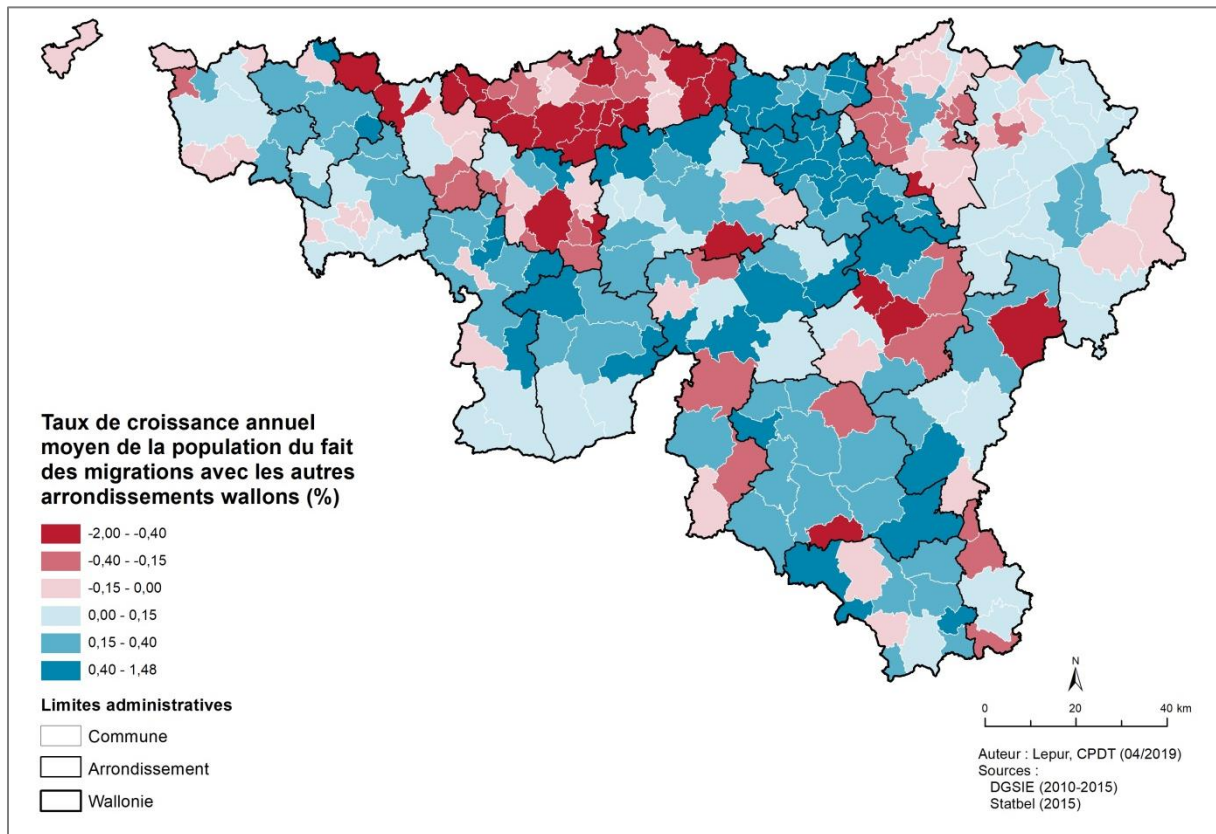 Taux de croissance annuel
moyen de la population du fait
des migrations avec les autres
arrondissements wallons (%)
-2,00 - -0,40
-0,40 - -0,15
-0,15 - 0,00
0,00 - 0,15
0,15 - 0,40
0,40 - 1,48
Limites administratives
Commune
Arrondissement
Wallonie
N
0 20 40 km
Auteur : Lepur, CPDT (04/2019)
Sources :
DGSIE (2010-2015)
Statbel (2015)